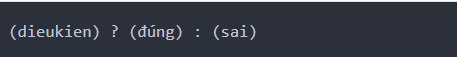 (dieukien) ? (đúng) : (sai)